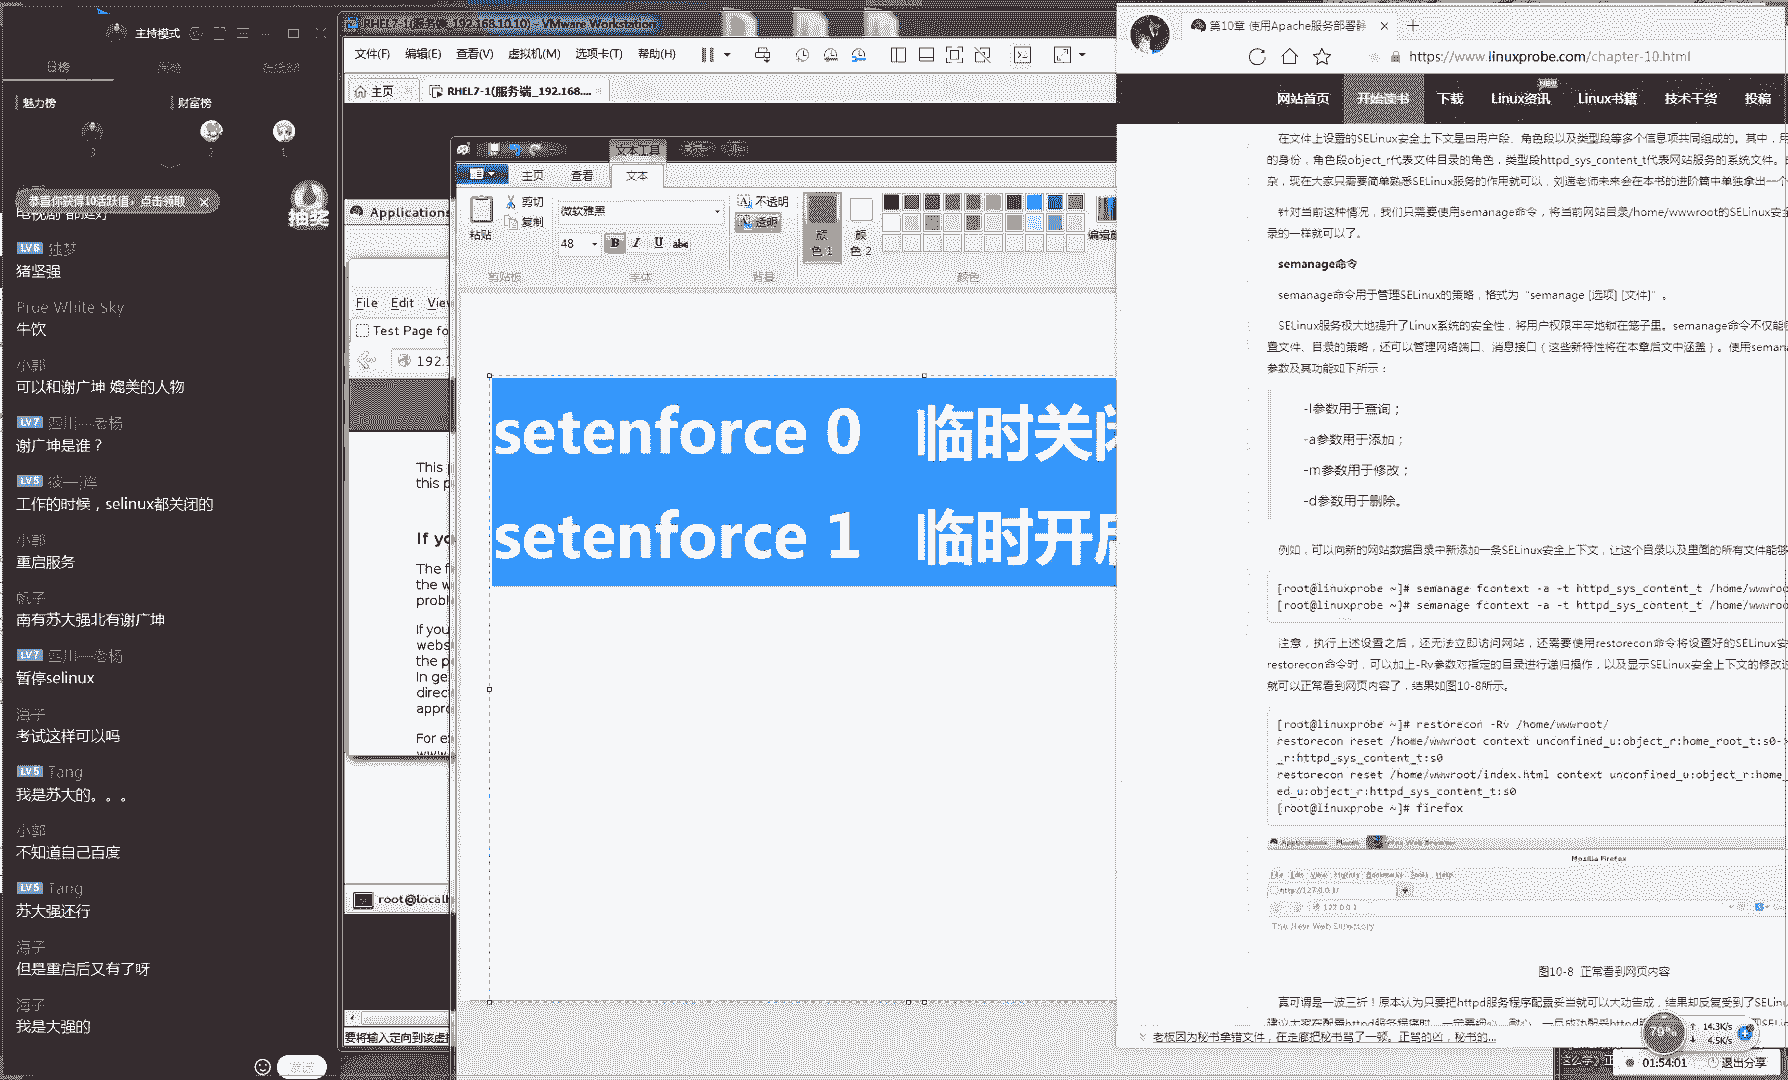 主持模式
日榜
魅力榜
财富榜
恭喜你获得10活跃值，点击领取
抽奖
LV6 独梦
猪坚强
Prue White Sky
牛饮
小郭
可以和谢广坤 媲美的人物
LV7 四川—老杨
谢广坤是谁？
LV5
工作的时候，selinux都关闭的
小郭
重启服务
帆子
南有苏大强北有谢广坤
LV7 四川—老杨
暂停selinux
海子
考试这样可以吗
LV5 Tang
我是苏大的。。。
小郭
不知道自己百度
LV5 Tang
苏大强还行
海子
但是重启后又有了呀
海子
我是大强的
RHEL7-1(服务端_192.168.10.10) - VMware Workstation
文件(F) 编辑(E) 查看(V) 虚拟机(M) 选项卡(T) 帮助(H)
主页
RHEL7-1(服务端_192.168....
Applications
File Edit View
Test Page fo
192.1
This p
this p
If yo
The f
the w
probl
If you
webs
the p
In ge
direct
appro
For ex
www.
root@local
要将输入定向到该虚
文本工具
主页 查看 文本
粘贴
剪切
复制
剪贴板
微软雅黑
48 B I U abc
字体
不透明
透明
背景
颜色 1
颜色 2
颜色
setenforce 0 临时关闭
setenforce 1 临时开启
第10章 使用Apache服务部署静
https://www.linuxprobe.com/chapter-10.html
网站首页 开始读书 下载 Linux资讯 Linux书籍 技术干货 投稿
NEW
在文件上设置的SELinux安全上下文是由用户段、角色段以及类型段等多个信息项共同组成的。其中，用
的身份，角色段object_r代表文件目录的角色，类型段httpd_sys_content_t代表网站服务的系统文件。
杂，现在大家只需要简单熟悉SELinux服务的作用就可以，刘遄老师未来会在本书的进阶篇中单独拿出一个
针对当前这种情况，我们只需要使用semanage命令，将当前网站目录/home/wwwroot的SELinux安全
录的一样就可以了。
semanage命令
semanage命令用于管理SELinux的策略，格式为“semanage [选项] [文件]”。
SELinux服务极大地提升了Linux系统的安全性，将用户权限牢牢地锁在笼子里。semanage命令不仅能
置文件、目录的策略，还可以管理网络端口、消息接口（这些新特性将在本章后文中涵盖）。使用seman
参数及其功能如下所示：
-l参数用于查询；
-a参数用于添加；
-m参数用于修改；
-d参数用于删除。
例如，可以向新的网站数据目录中新添加一条SELinux安全上下文，让这个目录以及里面的所有文件能够
[root@linuxprobe ~]# semanage fcontext -a -t httpd_sys_content_t /home/wwwroo
[root@linuxprobe ~]# semanage fcontext -a -t httpd_sys_content_t /home/wwwroo
注意，执行上述设置之后，还无法立即访问网站，还需要使用restorecon命令将设置好的SELinux安
restorecon命令时，可以加上-Rv参数对指定的目录进行递归操作，以及显示SELinux安全上下文的修改过
就可以正常看到网页内容了，结果如图10-8所示。
[root@linuxprobe ~]# restorecon -Rv /home/wwwroot/
restorecon reset /home/wwwroot context unconfined_u:object_r:home_root_t:s0->
_r:httpd_sys_content_t:s0
restorecon reset /home/wwwroot/index.html context unconfined_u:object_r:home_
ed_u:object_r:httpd_sys_content_t:s0
[root@linuxprobe ~]# firefox
Mozilla Firefox
The New Web Directory
图10-8 正常看到网页内容
真可谓是一波三折！原本认为只要把httpd服务程序配置妥当就可以大功告成，结果却反复受到了SELinu
老板因为秘书拿错文件，在走廊把秘书骂了一顿。正骂的凶，秘书的...
79%
14.3K/s
4.5K/s
01:54:01
退出分享